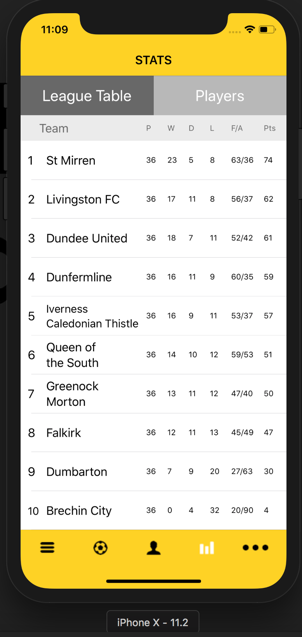 11:09
STATS
League Table Players
Team P W D L F/A Pts
1 St Mirren 36 23 5 8 63/36 74
2 Livingston FC 36 17 11 8 56/37 62
3 Dundee United 36 18 7 11 52/42 61
4 Dunfermline 36 16 11 9 60/35 59
5 Iverness
Caledonian Thistle 36 16 9 11 53/37 57
6 Queen of
the South 36 14 10 12 59/53 51
7 Greenock
Morton 36 13 11 12 47/40 50
8 Falkirk 36 12 11 13 45/49 47
9 Dumbarton 36 7 9 20 27/63 30
10 Brechin City 36 0 4 32 20/90 4
iPhone X - 11.2